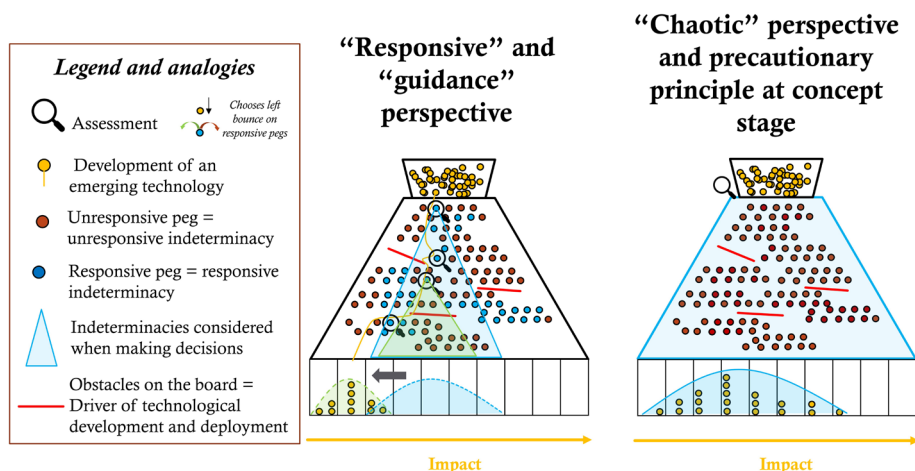 Legend and analogies
Assessment
Chooses left
bounce on
responsive pegs
Development of an
emerging technology
Unresponsive peg =
unresponsive indeterminacy
Responsive peg = responsive
indeterminacy
Indeterminacies considered
when making decisions
Obstacles on the board =
Driver of technological
development and deployment
“Responsive” and
“guidance”
perspective
Impact
“Chaotic” perspective
and precautionary
principle at concept
stage
Impact